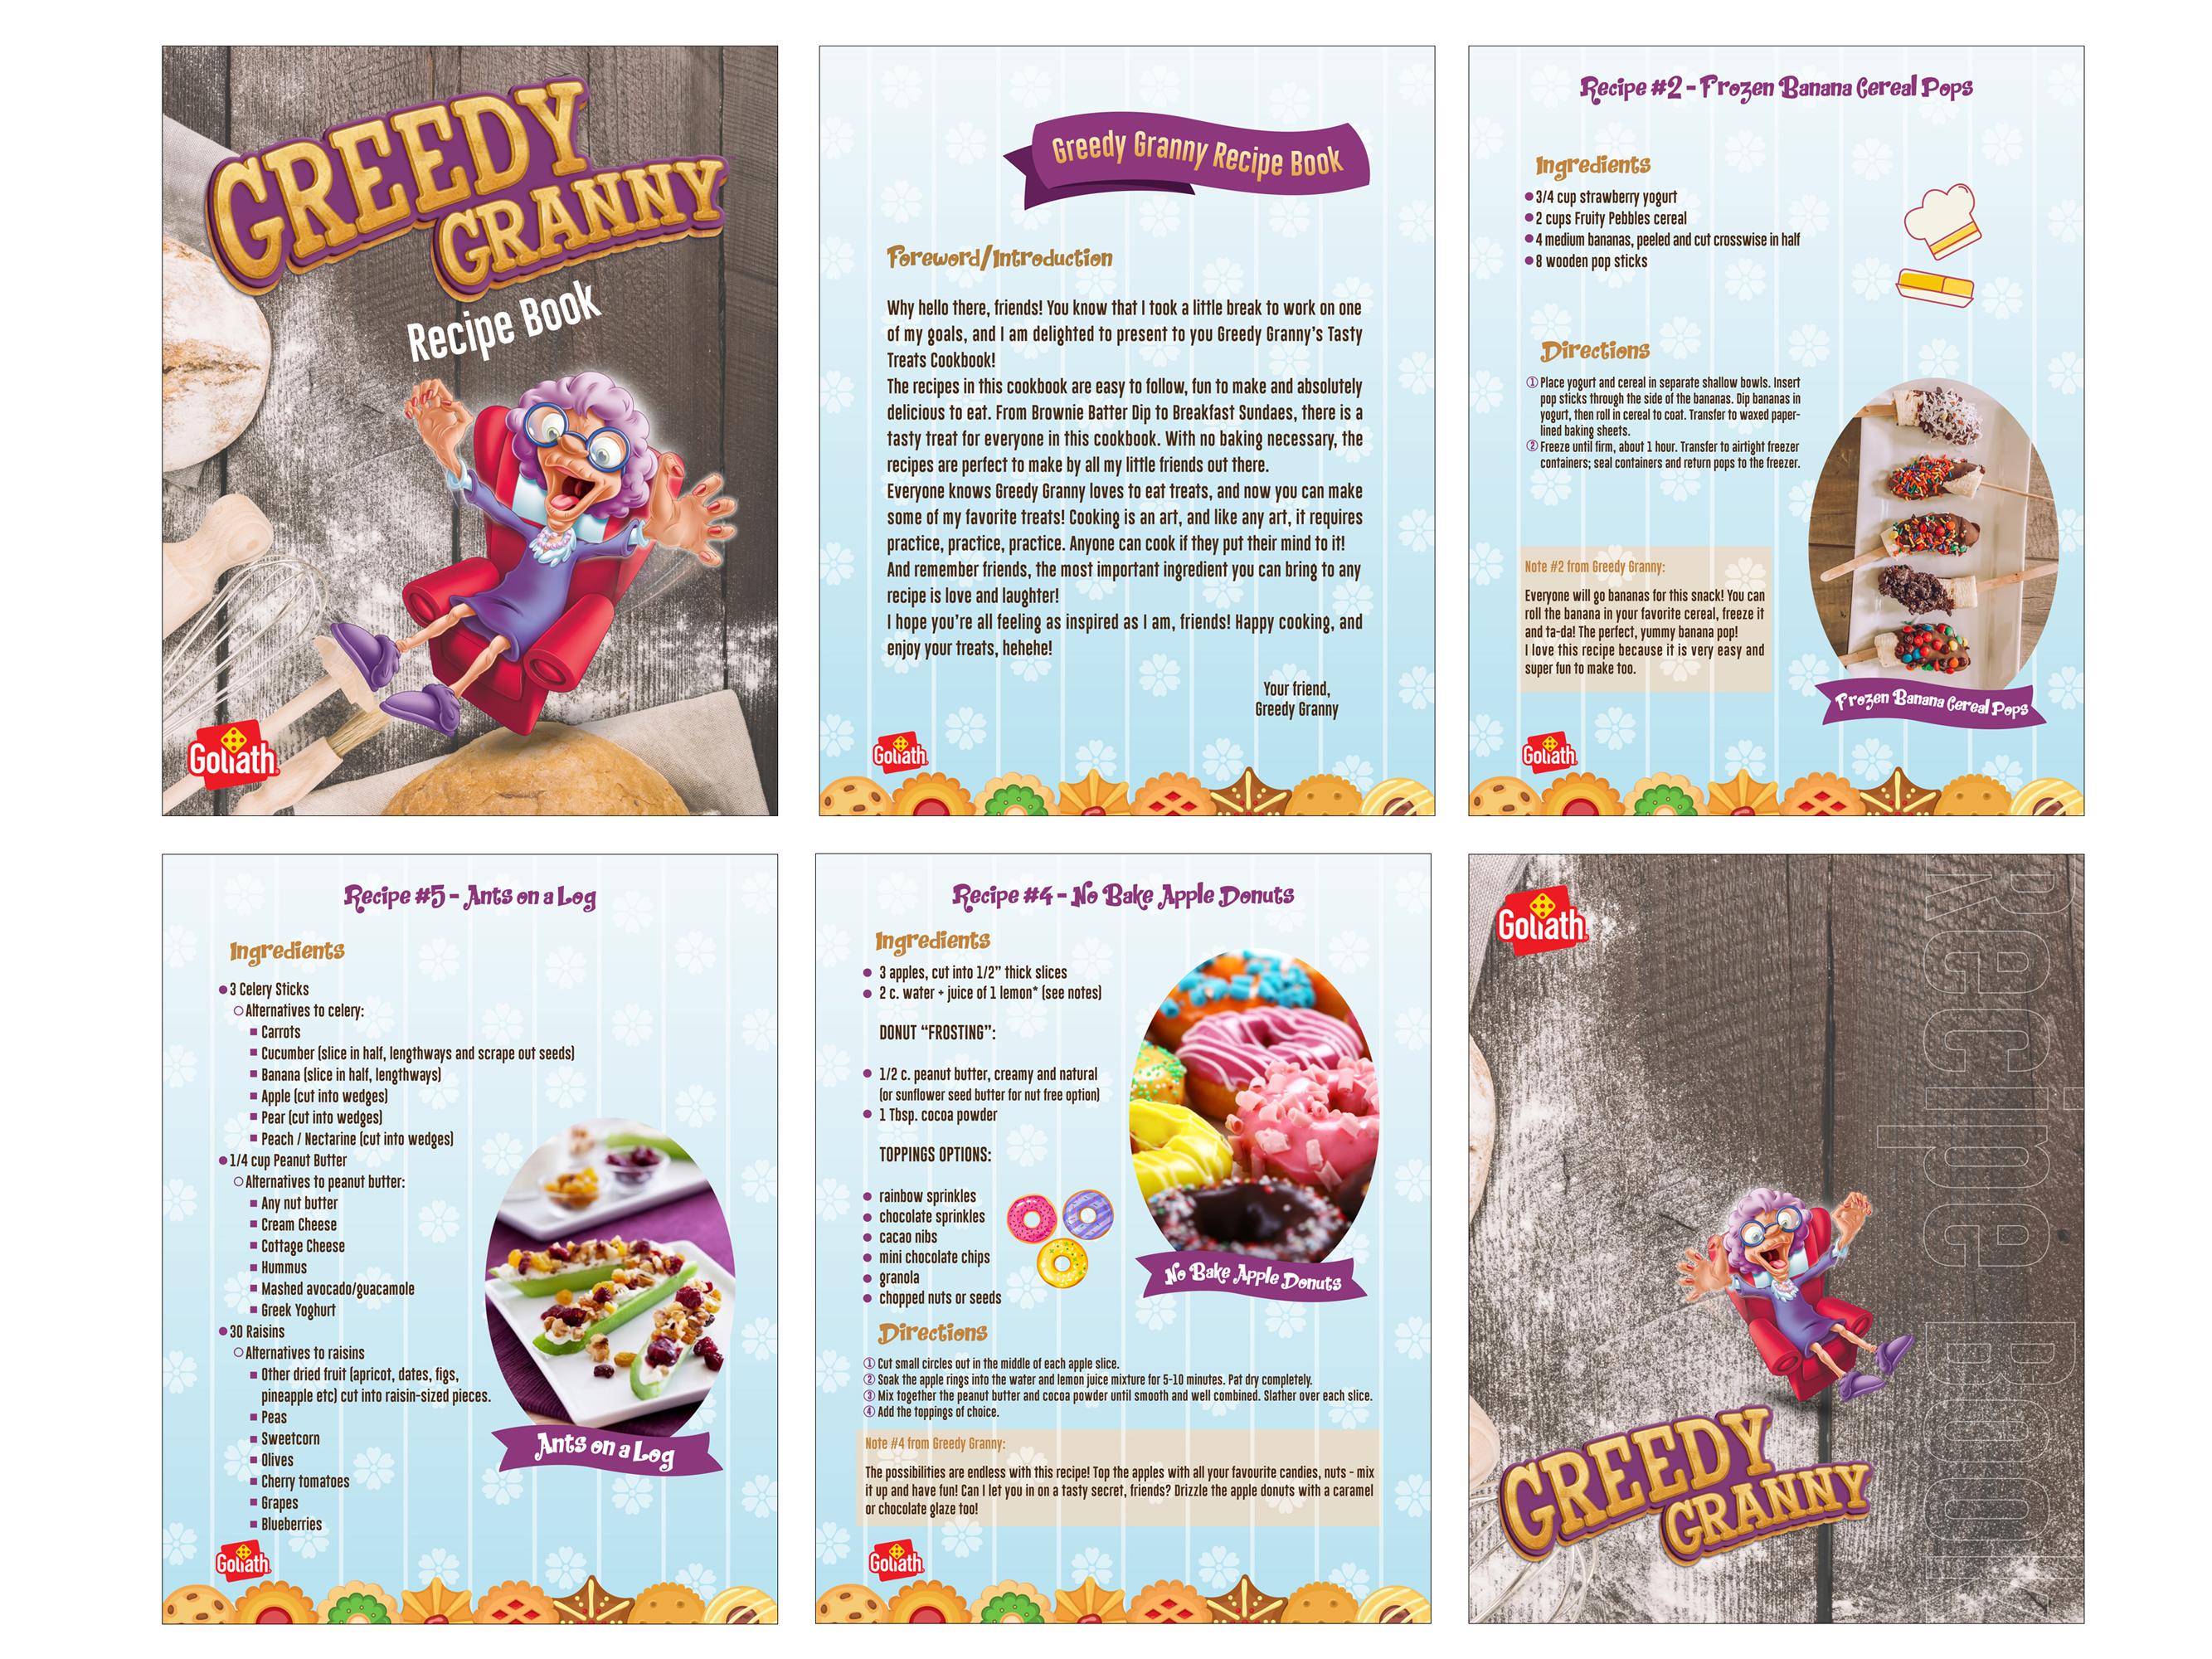 GREEDY
GRANNY
Recipe Book
Goliath
Greedy Granny Recipe Book
Foreword/Introduction
Why hello there, friends! You know that I took a little break to work on one
of my goals, and I am delighted to present to you Greedy Granny's Tasty
Treats Cookbook!
The recipes in this cookbook are easy to follow, fun to make and absolutely
delicious to eat. From Brownie Batter Dip to Breakfast Sundaes, there is a
tasty treat for everyone in this cookbook. With no baking necessary, the
recipes are perfect to make by all my little friends out there.
Everyone knows Greedy Granny loves to eat treats, and now you can make
some of my favorite treats! Cooking is an art, and like any art, it requires
practice, practice, practice. Anyone can cook if they put their mind to it!
And remember friends, the most important ingredient you can bring to any
recipe is love and laughter!
I hope you're all feeling as inspired as I am, friends! Happy cooking, and
enjoy your treats, hehehe!
Your friend,
Greedy Granny
Goliath
Recipe #2 - Frozen Banana Cereal Pops
Ingredients
3/4 cup strawberry yogurt
2 cups Fruity Pebbles cereal
4 medium bananas, peeled and cut crosswise in half
8 wooden pop sticks
Directions
① Place yogurt and cereal in separate shallow bowls. Insert
pop sticks through the side of the bananas. Dip bananas in
yogurt, then roll in cereal to coat. Transfer to waxed paper-
lined baking sheets.
② Freeze until firm, about 1 hour. Transfer to airtight freezer
containers; seal containers and return pops to the freezer.
Note #2 from Greedy Granny:
Everyone will go bananas for this snack! You can
roll the banana in your favorite cereal, freeze it
and ta-da! The perfect, yummy banana pop!
I love this recipe because it is very easy and
super fun to make too.
Frozen Banana Cereal Pops
Goliath
Recipe #5 - Ants on a Log
Ingredients
3 Celery Sticks
Alternatives to celery:
Carrots
Cucumber (slice in half, lengthways and scrape out seeds)
Banana (slice in half, lengthways)
Apple (cut into wedges)
Pear (cut into wedges)
Peach / Nectarine (cut into wedges)
1/4 cup Peanut Butter
Alternatives to peanut butter:
Any nut butter
Cream Cheese
Cottage Cheese
Hummus
Mashed avocado/guacamole
Greek Yoghurt
30 Raisins
Alternatives to raisins
Other dried fruit (apricot, dates, figs,
pineapple etc) cut into raisin-sized pieces.
Peas
Sweetcorn
Olives
Cherry tomatoes
Grapes
Blueberries
Ants on a Log
Goliath
Recipe #4 - No Bake Apple Donuts
Ingredients
3 apples, cut into 1/2" thick slices
2 c. water + juice of 1 lemon* (see notes)
DONUT "FROSTING":
1/2 c. peanut butter, creamy and natural
(or sunflower seed butter for nut free option)
1 Tbsp. cocoa powder
TOPPINGS OPTIONS:
rainbow sprinkles
chocolate sprinkles
cacao nibs
mini chocolate chips
granola
chopped nuts or seeds
No Bake Apple Donuts
Directions
① Cut small circles out in the middle of each apple slice.
② Soak the apple rings into the water and lemon juice mixture for 5-10 minutes. Pat dry completely.
③ Mix together the peanut butter and cocoa powder until smooth and well combined. Slather over each slice.
④ Add the toppings of choice.
Note #4 from Greedy Granny:
The possibilities are endless with this recipe! Top the apples with all your favourite candies, nuts - mix
it up and have fun! Can I let you in on a tasty secret, friends? Drizzle the apple donuts with a caramel
or chocolate glaze too!
Goliath
Goliath
Recipe Book
GREEDY
GRANNY